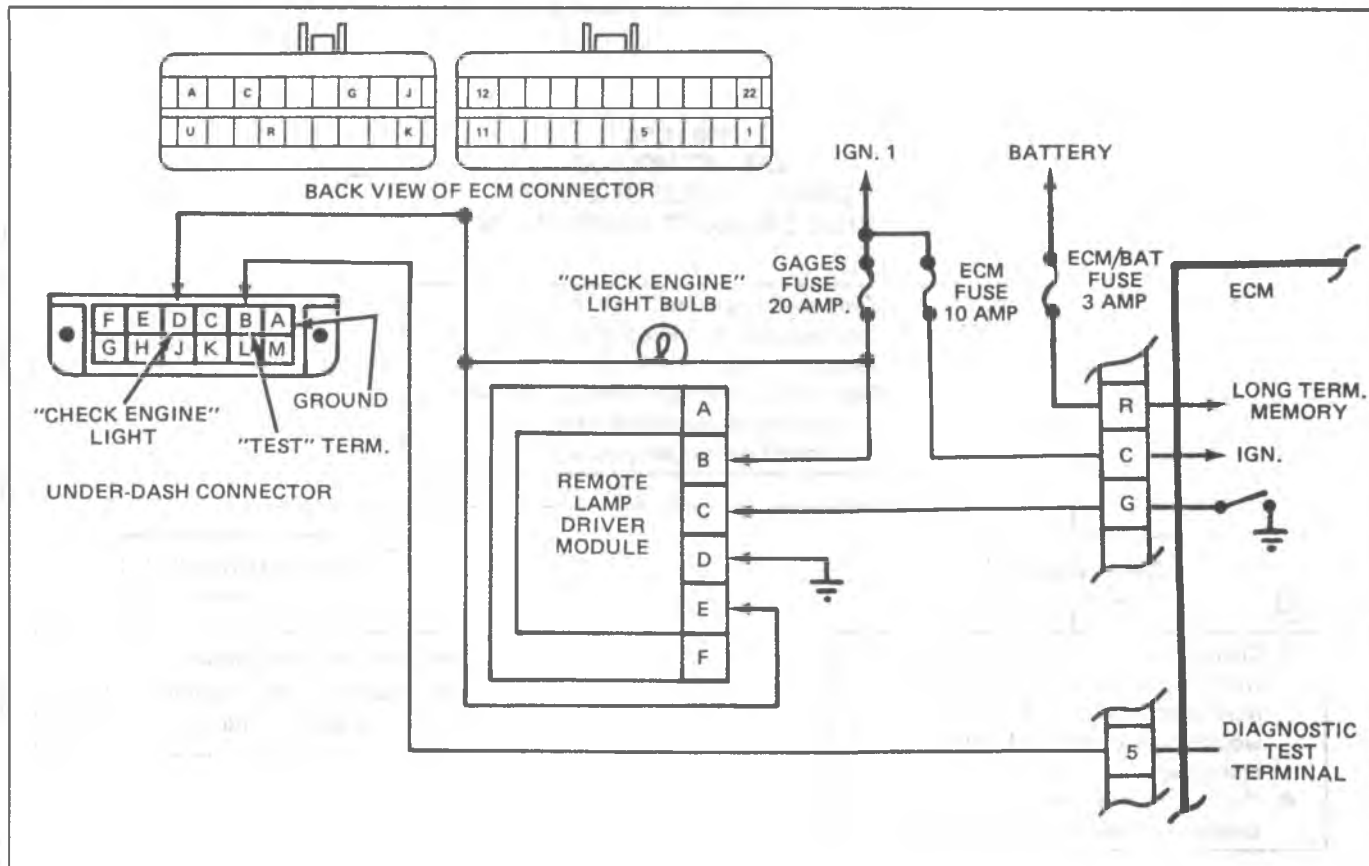 A C G J
U R K
12 22
11 5 1
BACK VIEW OF ECM CONNECTOR
IGN. 1
BATTERY
GAGES
FUSE
20 AMP.
ECM
FUSE
10 AMP
ECM/BAT
FUSE
3 AMP
ECM
"CHECK ENGINE"
LIGHT BULB
F E D C B A
G H J K L M
GROUND
"CHECK ENGINE"
LIGHT
"TEST" TERM.
UNDER-DASH CONNECTOR
REMOTE
LAMP
DRIVER
MODULE
A
B
C
D
E
F
R
C
G
LONG TERM.
MEMORY
IGN.
5
DIAGNOSTIC
TEST
TERMINAL